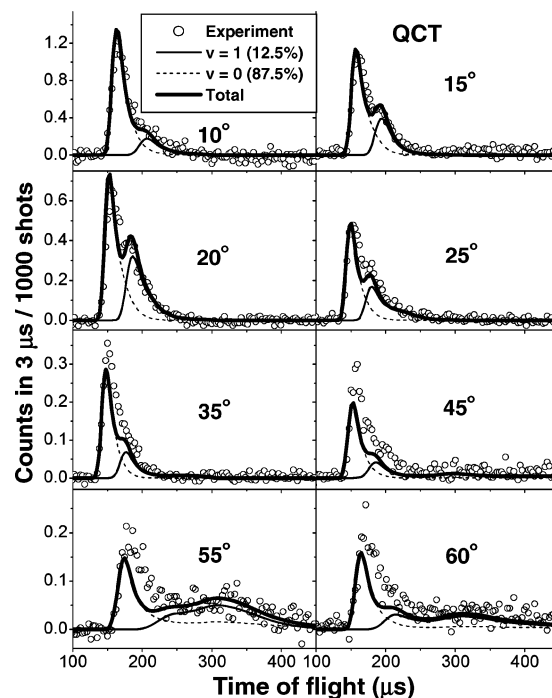 Experiment
v = 1 (12.5%)
v = 0 (87.5%)
Total
QCT
10°
15°
20°
25°
35°
45°
55°
60°
1.2
0.8
0.4
0.0
0.6
0.4
0.2
0.0
0.3
0.2
0.1
0.0
0.2
0.1
0.0
Counts in 3 μs / 1000 shots
100 200 300 400 100 200 300 400
Time of flight (μs)